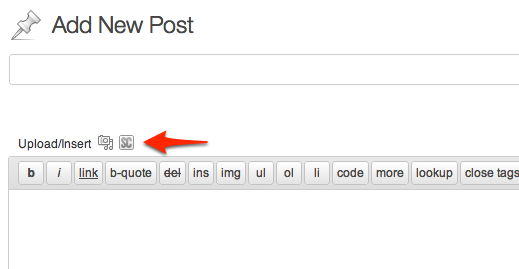 Add New Post
Upload/Insert SC
b i link b-quote del ins img ul ol li code more lookup close tags